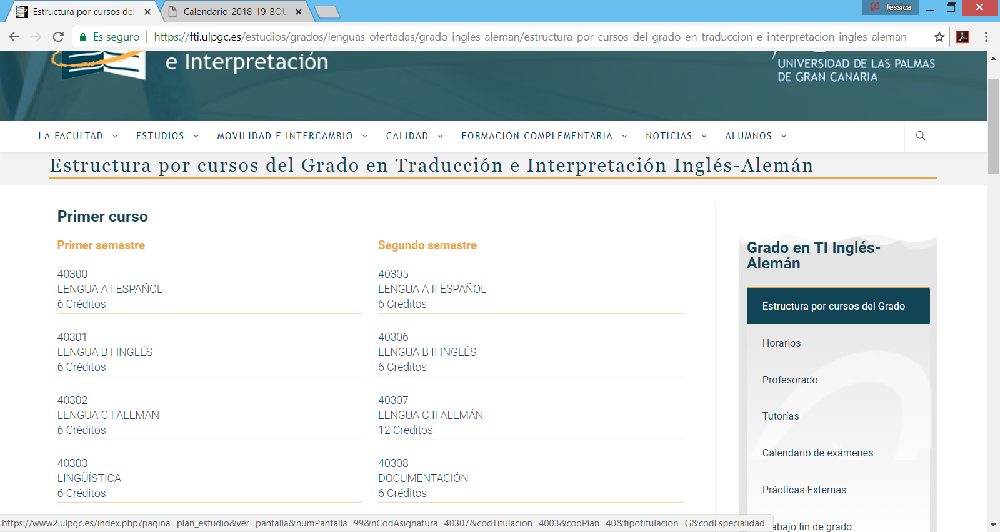 Estructura por cursos del
Calendario-2018-19-BOU
Jessica
Es seguro
https://fti.ulpgc.es/estudios/grados/lenguas-ofertadas/grado-ingles-aleman/estructura-por-cursos-del-grado-en-traduccion-e-interpretacion-ingles-aleman
e Interpretación
UNIVERSIDAD DE LAS PALMAS
DE GRAN CANARIA
LA FACULTAD
ESTUDIOS
MOVILIDAD E INTERCAMBIO
CALIDAD
FORMACIÓN COMPLEMENTARIA
NOTICIAS
ALUMNOS
Estructura por cursos del Grado en Traducción e Interpretación Inglés-Alemán
Primer curso
Primer semestre
40300
LENGUA A I ESPAÑOL
6 Créditos
40301
LENGUA B I INGLÉS
6 Créditos
40302
LENGUA C I ALEMÁN
6 Créditos
40303
LINGÜÍSTICA
6 Créditos
Segundo semestre
40305
LENGUA A II ESPAÑOL
6 Créditos
40306
LENGUA B II INGLÉS
6 Créditos
40307
LENGUA C II ALEMÁN
12 Créditos
40308
DOCUMENTACIÓN
6 Créditos
Grado en TI Inglés-
Alemán
Estructura por cursos del Grado
Horarios
Profesorado
Tutorías
Calendario de exámenes
Prácticas Externas
abajo fin de grado
https://www2.ulpgc.es/index.php?pagina=plan_estudio&ver=pantalla&numPantalla=99&nCodAsignatura=40307&codTitulacion=4003&codPlan=40&tipotitulacion=G&codEspecialidad=